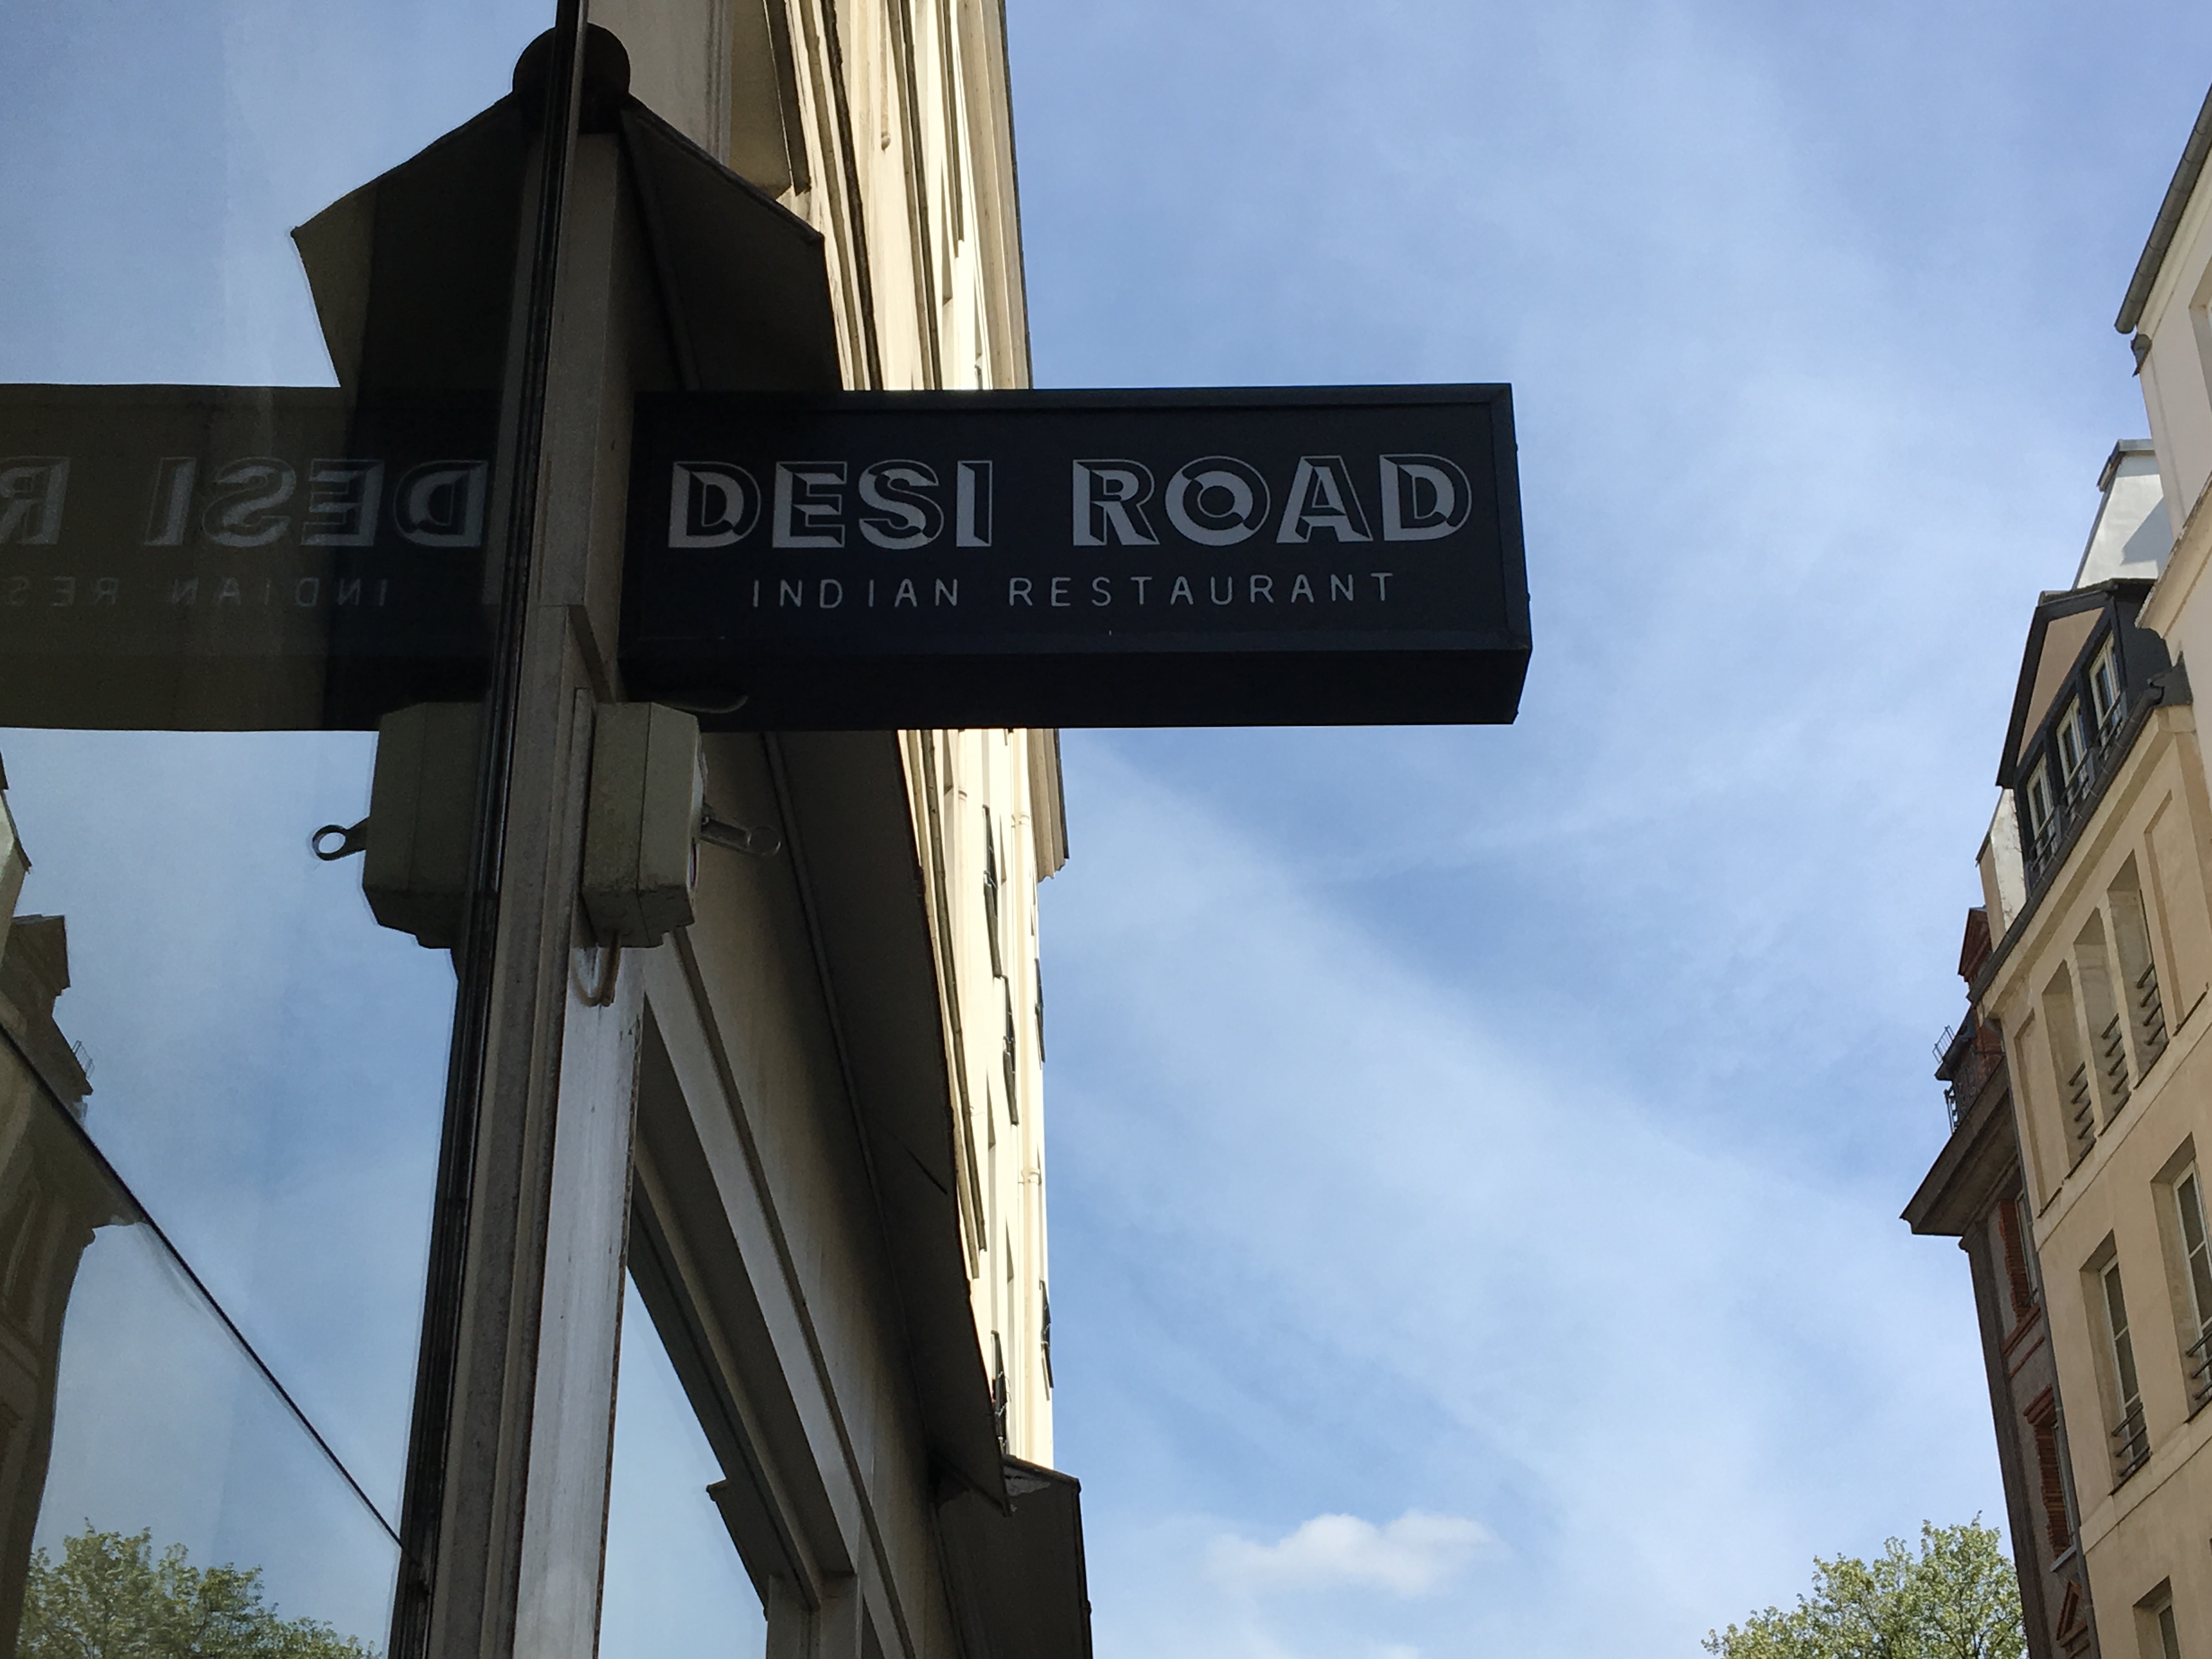 DESI ROAD
INDIAN RESTAURANT